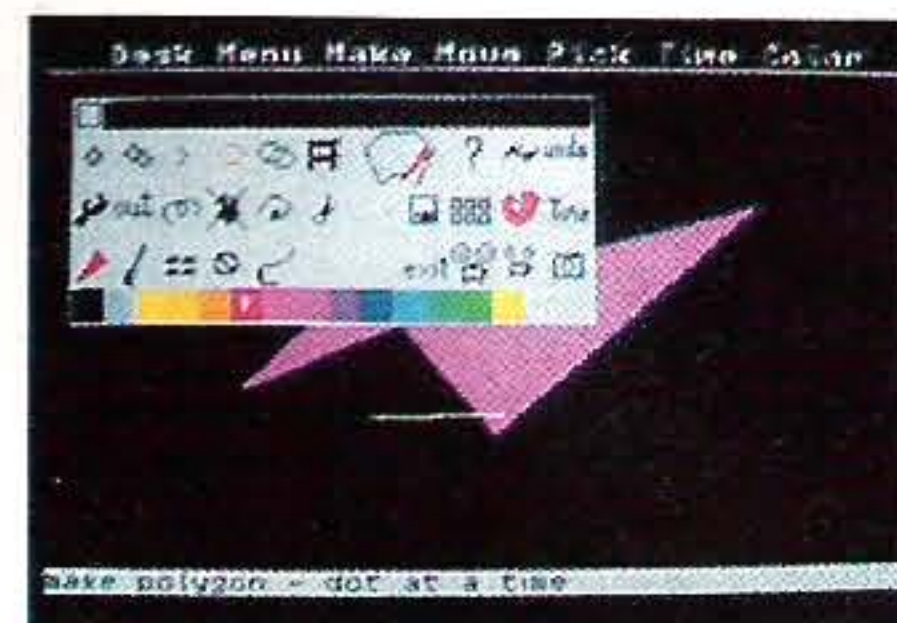 Desk Menu Make Move Pick Time Color
? undo
out Time
exit
make polygon - dot at a time